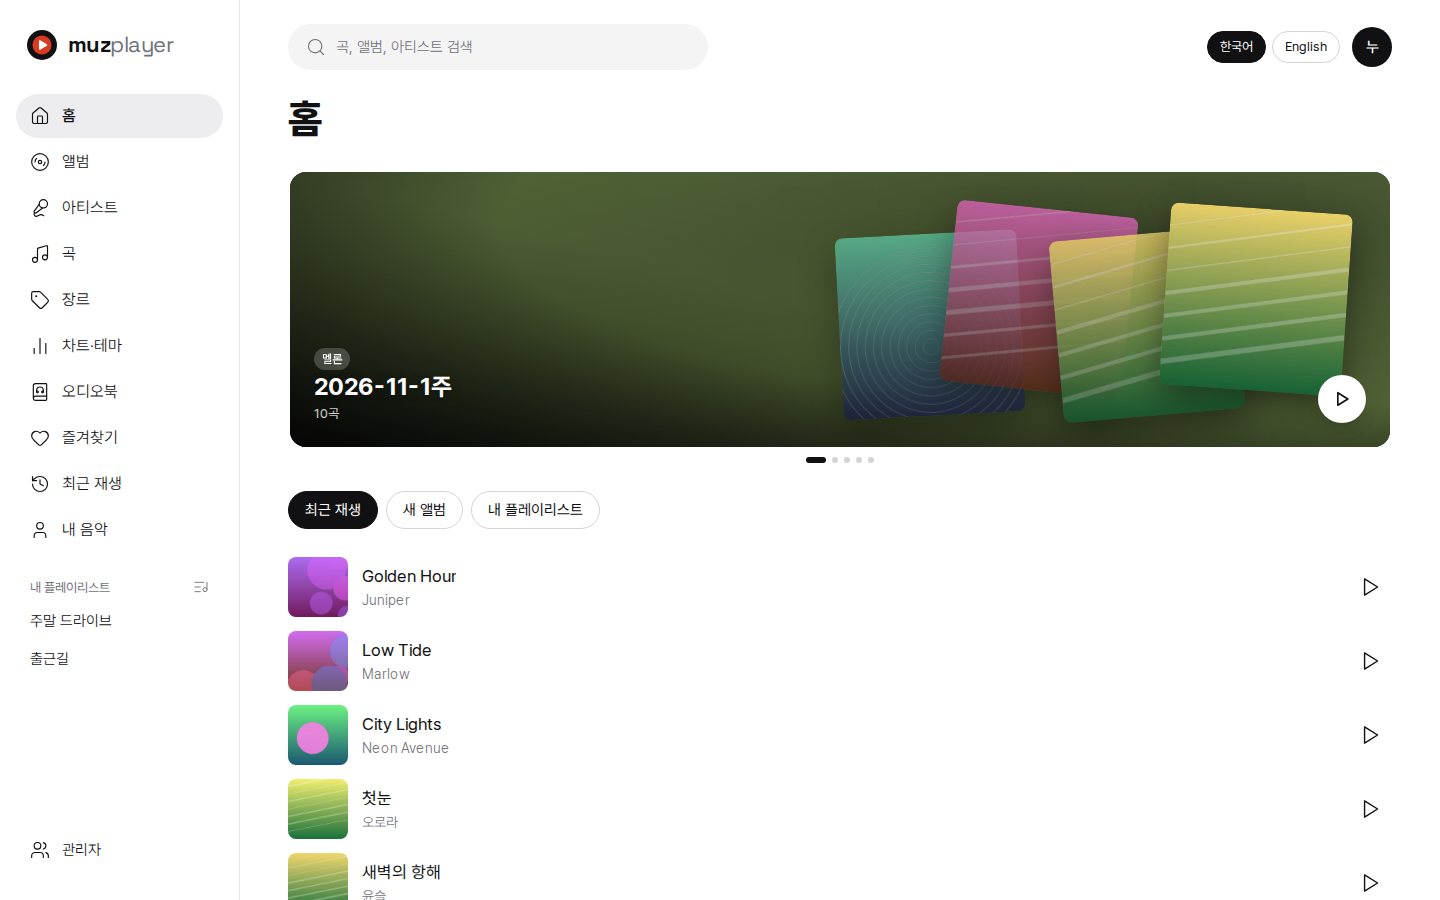 muzplayer
홈
앨범
아티스트
곡
장르
차트·테마
오디오북
즐겨찾기
최근 재생
내 음악
내 플레이리스트
주말 드라이브
출근길
관리자
곡, 앨범, 아티스트 검색
한국어
English
누
홈
멜론
2026-11-1주
10곡
최근 재생
새 앨범
내 플레이리스트
Golden Hour
Juniper
Low Tide
Marlow
City Lights
Neon Avenue
첫눈
오로라
새벽의 항해
윤슬